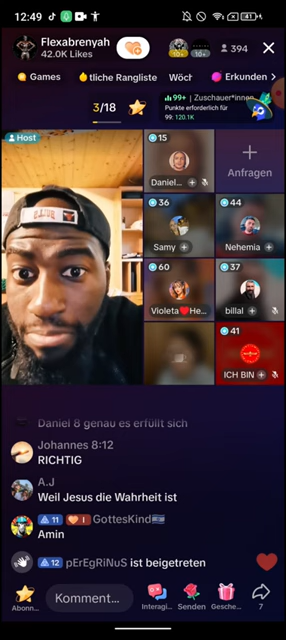 12:49
41
Flexabrenyah
42.0K Likes
10+
1d+
394
Games
tliche Rangliste
Wöch
Erkunden
3/18
99+ | Zuschauer*innen
Punkte erforderlich für
99: 120.1K
Host
15
Daniel...
+
Anfragen
36
Samy
44
Nehemia
60
Violeta❤️He...
37
billal
41
ICH BIN
Daniel 8 genau es erfüllt sich
Johannes 8:12
RICHTIG
A.J
Weil Jesus die Wahrheit ist
11 I GottesKind🇮🇱
Amin
12 pErEgRiNuS ist beigetreten
Abonn...
Komment...
Interagi...
Senden
Gesche...
7